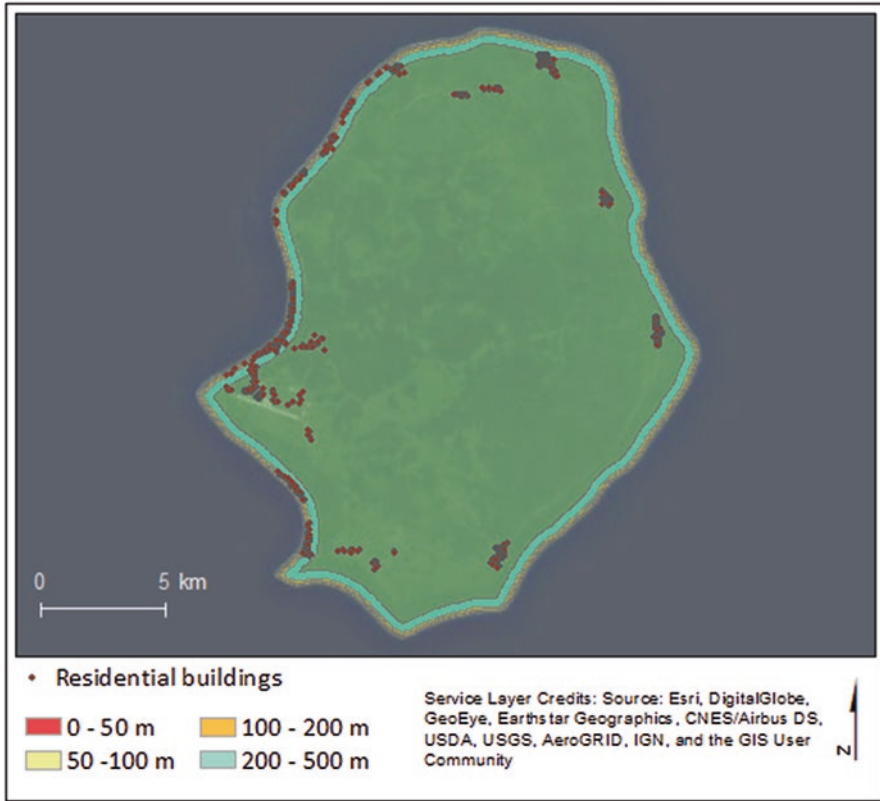 0 5 km
Residential buildings
0 - 50 m
100 - 200 m
50 -100 m
200 - 500 m
Service Layer Credits: Source: Esri, DigitalGlobe,
GeoEye, Earthstar Geographics, CNES/Airbus DS,
USDA, USGS, AeroGRID, IGN, and the GIS User
Community
N